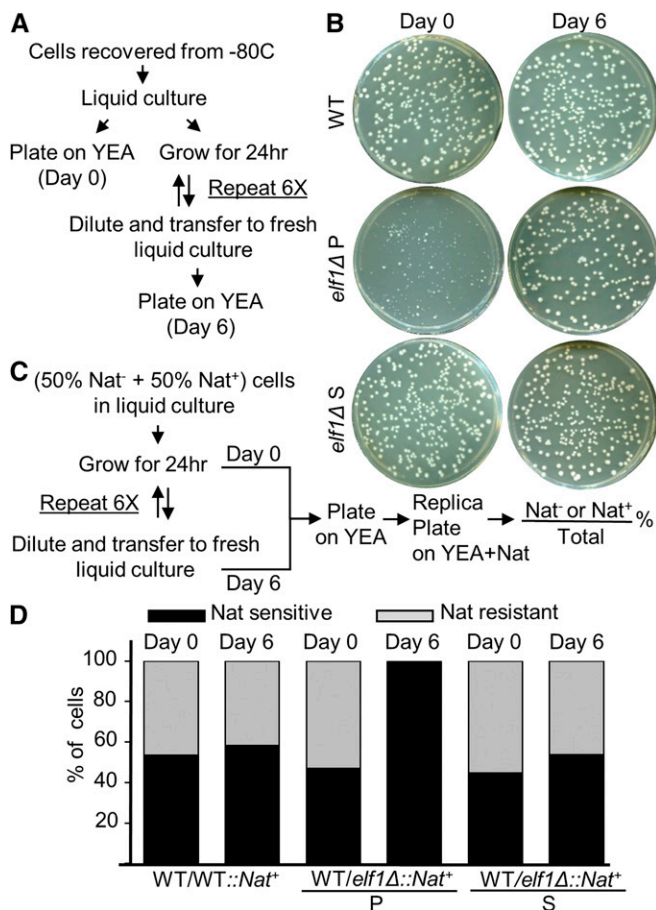 A
Cells recovered from -80C
Liquid culture
Plate on YEA
(Day 0)
Grow for 24hr
Repeat 6X
Dilute and transfer to fresh
liquid culture
Plate on YEA
(Day 6)
B
Day 0 Day 6
WT
elf1Δ P
elf1Δ S
C
(50% Nat⁻ + 50% Nat⁺) cells
in liquid culture
Grow for 24hr
Day 0
Repeat 6X
Dilute and transfer to fresh
liquid culture
Day 6
Plate
on YEA
Replica
Plate
on YEA+Nat
Nat⁻ or Nat⁺ %
Total
D
Nat sensitive Nat resistant
Day 0 Day 6 Day 0 Day 6 Day 0 Day 6
% of cells
100
80
60
40
20
WT/WT::Nat⁺ WT/elf1Δ::Nat⁺ WT/elf1Δ::Nat⁺
P S